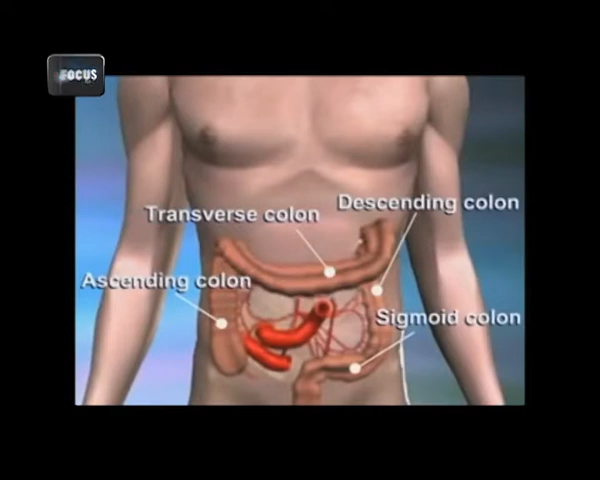 FOCUS
Descending colon
Transverse colon
Ascending colon
Sigmoid colon